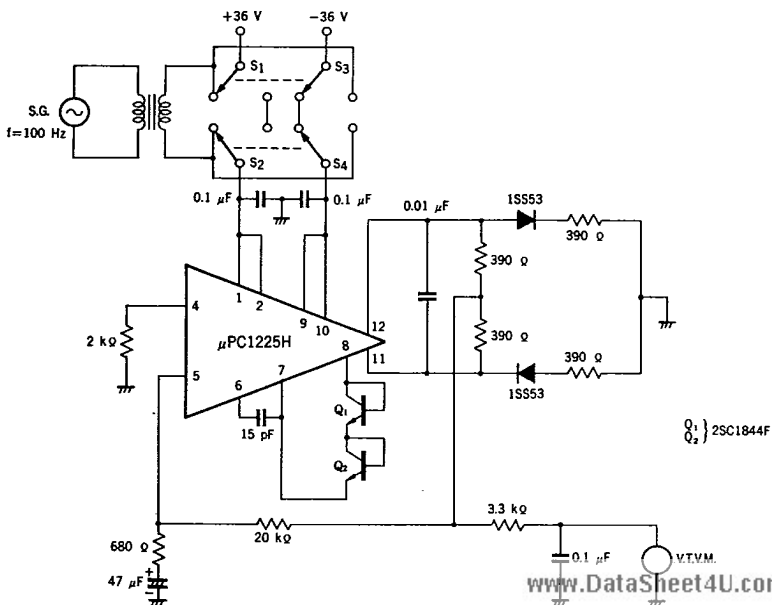 +36 V
−36 V
S1
S3
S.G.
f=100 Hz
S2
S4
0.1 μF
0.1 μF
0.01 μF
1SS53
390 Ω
390 Ω
4
1
2
9
10
12
μPC1225H
2 kΩ
390 Ω
390 Ω
11
8
5
7
1SS53
6
Q1
15 pF
Q2
Q1
Q2 } 2SC1844F
3.3 kΩ
20 kΩ
680 Ω
0.1 μF
V.T.V.M.
+
47 μF
−
www.DataSheet4U.com